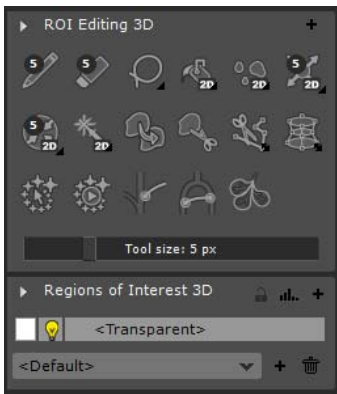 ROI Editing 3D
5 5 2D 2D 5 2D
5 2D 2D
Tool size: 5 px
Regions of Interest 3D
<Transparent>
<Default>